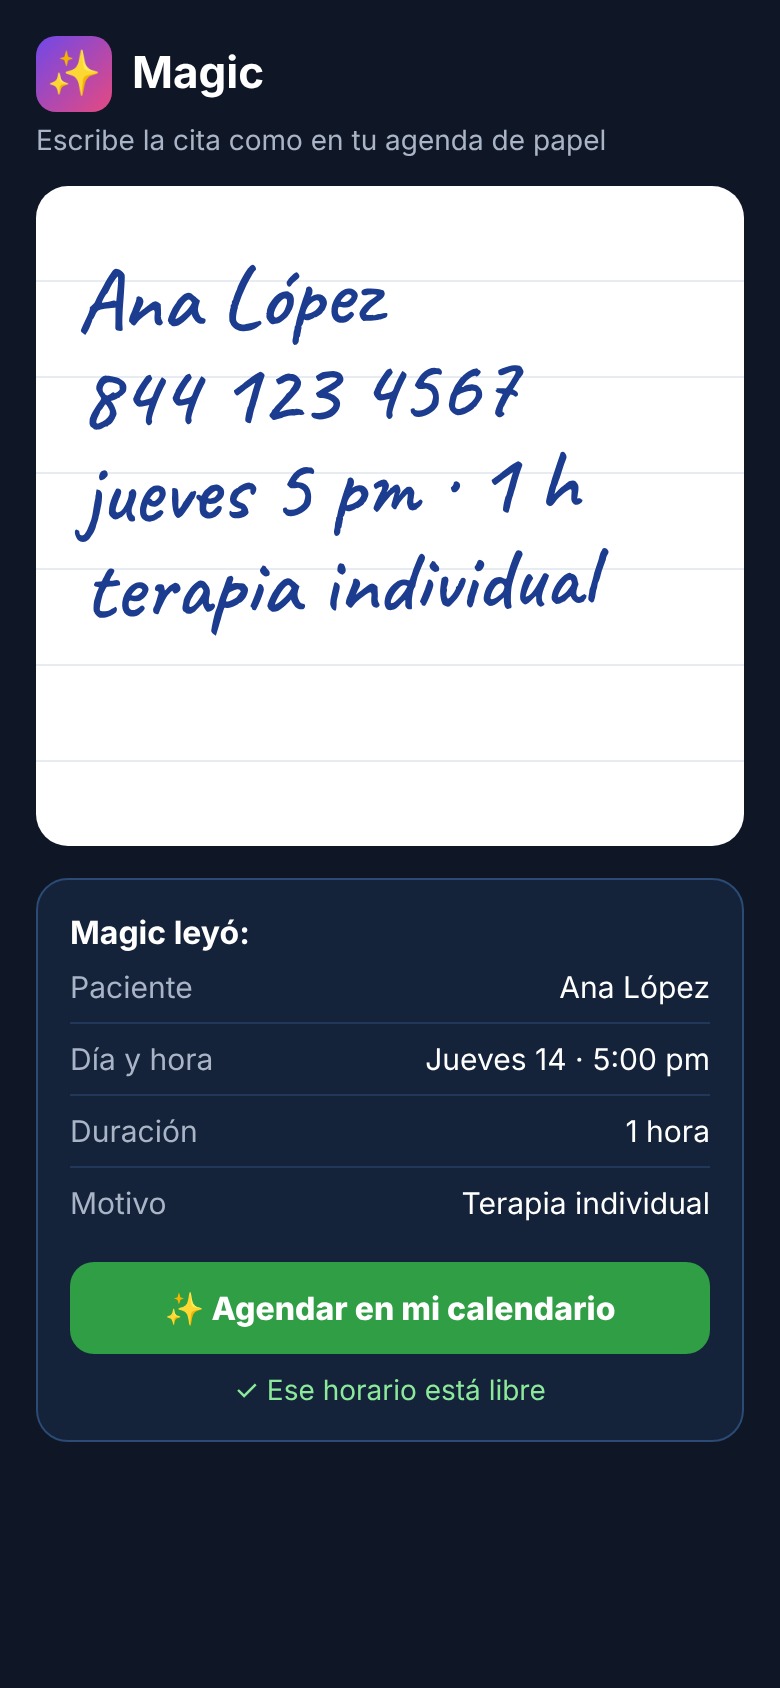 ✨ Magic
Escribe la cita como en tu agenda de papel
Ana López
844 123 4567
jueves 5 pm · 1 h
terapia individual
Magic leyó:
Paciente Ana López
Día y hora Jueves 14 · 5:00 pm
Duración 1 hora
Motivo Terapia individual
✨ Agendar en mi calendario
✓ Ese horario está libre